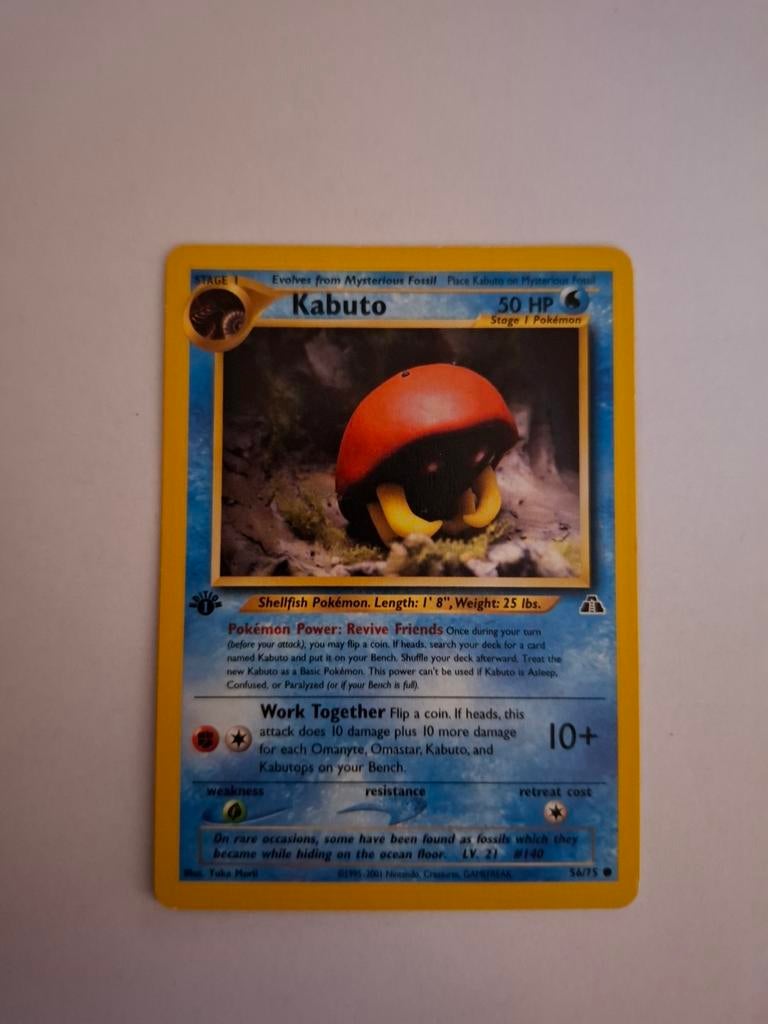 STAGE 1 Evolves from Mysterious Fossil Place Kabuto on Mysterious Fossil
Kabuto 50 HP
Stage 1 Pokémon
EDITION 1
Shellfish Pokémon. Length: 1' 8", Weight: 25 lbs.
Pokémon Power: Revive Friends Once during your turn
(before your attack), you may flip a coin. If heads, search your deck for a card
named Kabuto and put it on your Bench. Shuffle your deck afterward. Treat the
new Kabuto as a Basic Pokémon. This power can't be used if Kabuto is Asleep,
Confused, or Paralyzed (or if your Bench is full).
Work Together Flip a coin. If heads, this
attack does 10 damage plus 10 more damage
for each Omanyte, Omastar, Kabuto, and
Kabutops on your Bench.
10+
weakness resistance retreat cost
On rare occasions, some have been found as fossils which they
became while hiding on the ocean floor. LV. 21 #140
Illus. Yuka Morii ©1995-2001 Nintendo, Creatures, GAMEFREAK. 56/75